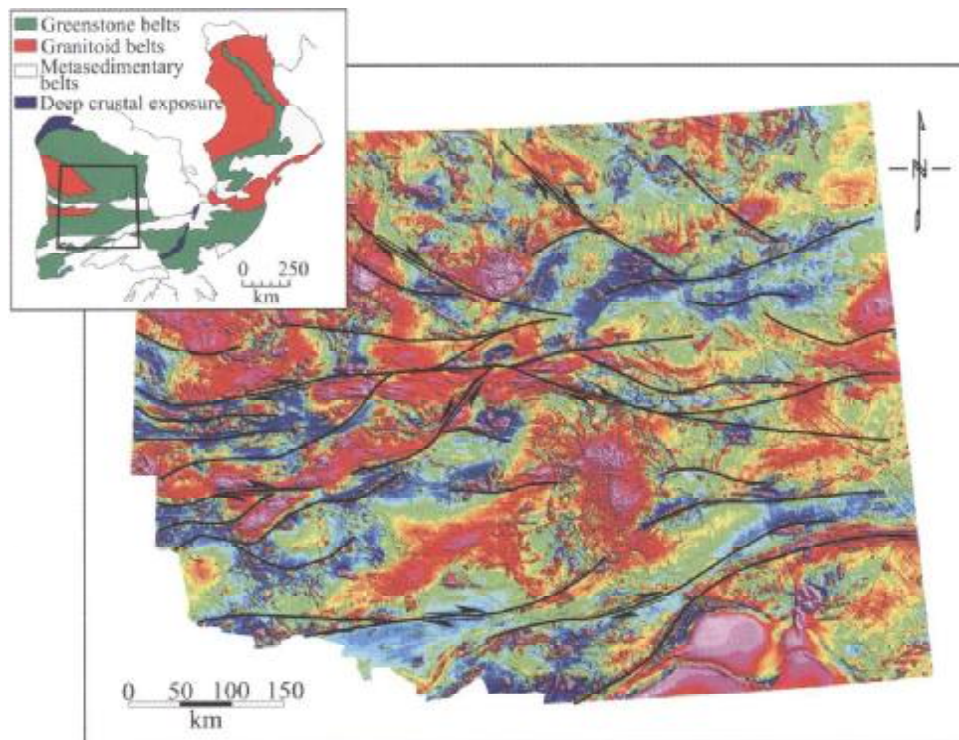 Greenstone belts
Granitoid belts
Metasedimentary
belts
Deep crustal exposure
0 250
km
N
0 50 100 150
km